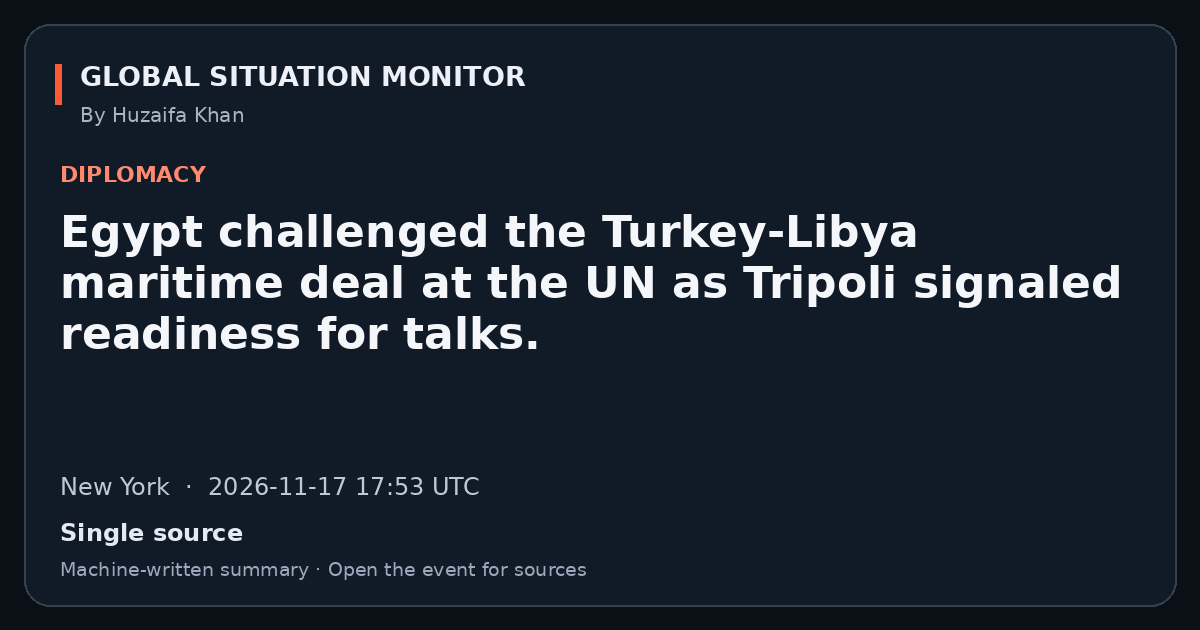 GLOBAL SITUATION MONITOR
By Huzaifa Khan
DIPLOMACY
Egypt challenged the Turkey-Libya
maritime deal at the UN as Tripoli signaled
readiness for talks.
New York · 2026-11-17 17:53 UTC
Single source
Machine-written summary · Open the event for sources